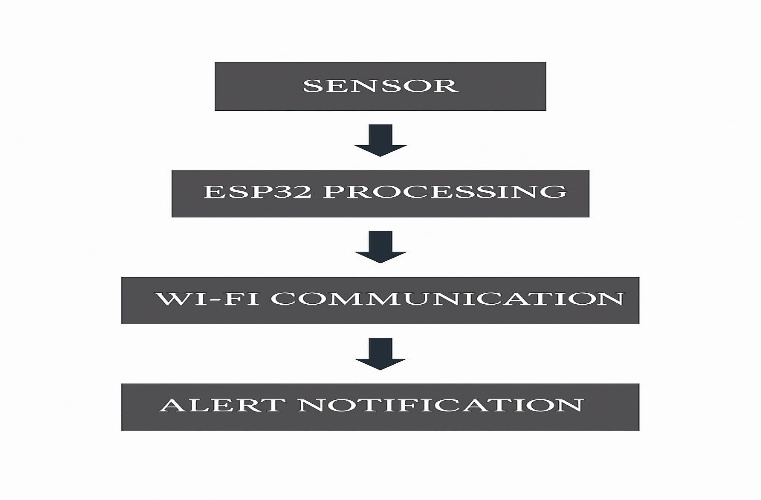 SENSOR
ESP32 PROCESSING
WI-FI COMMUNICATION
ALERT NOTIFICATION